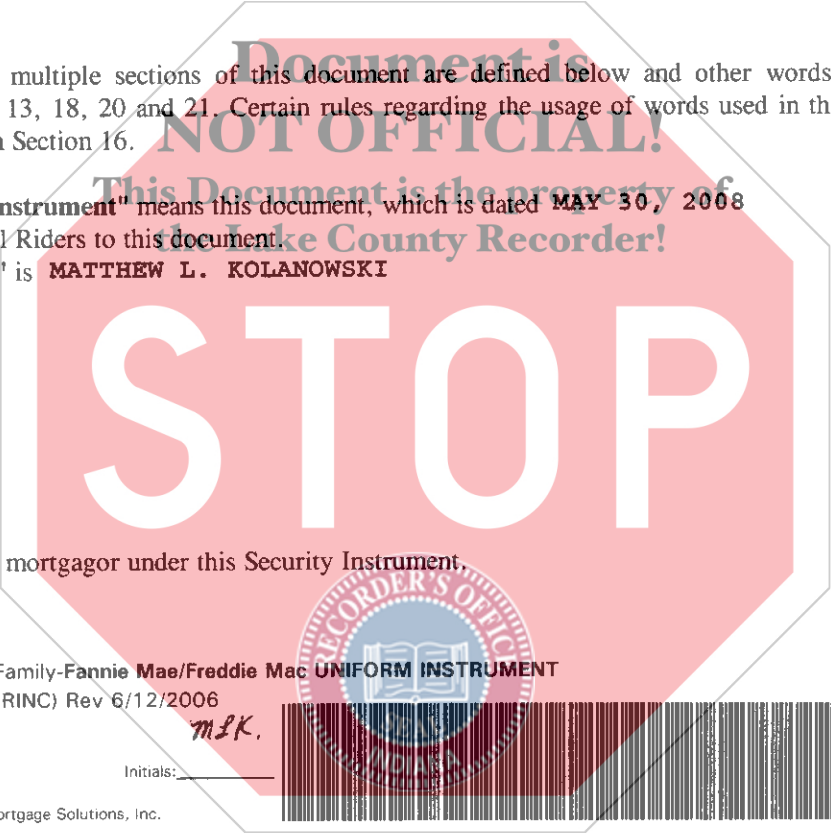 Document is
multiple sections of this document are defined below and other words
13, 18, 20 and 21. Certain rules regarding the usage of words used in th
NOT OFFICIAL!
n Section 16.
This Document is the property of
nstrument" means this document, which is dated MAY 30, 2008
l Riders to this document.
the Lake County Recorder!
" is MATTHEW L. KOLANOWSKI
STOP
mortgagor under this Security Instrument.
RECORDER'S OFFICE
Family-Fannie Mae/Freddie Mac UNIFORM INSTRUMENT
RINC) Rev 6/12/2006
MLK.
SEAL
INDIANA
Initials:
ortgage Solutions, Inc.